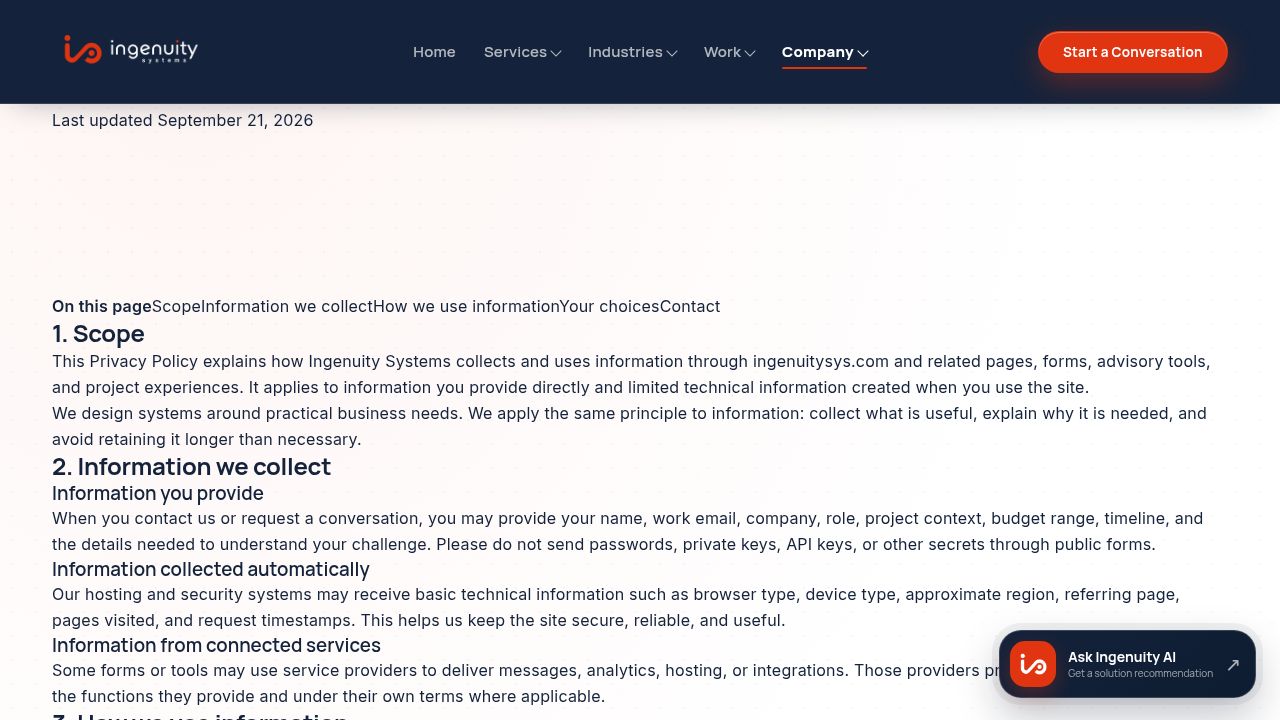 ingenuity
systems
Home
Services
Industries
Work
Company
Start a Conversation
Last updated September 21, 2026
On this pageScopeInformation we collectHow we use informationYour choicesContact
1. Scope
This Privacy Policy explains how Ingenuity Systems collects and uses information through ingenuitysys.com and related pages, forms, advisory tools,
and project experiences. It applies to information you provide directly and limited technical information created when you use the site.
We design systems around practical business needs. We apply the same principle to information: collect what is useful, explain why it is needed, and
avoid retaining it longer than necessary.
2. Information we collect
Information you provide
When you contact us or request a conversation, you may provide your name, work email, company, role, project context, budget range, timeline, and
the details needed to understand your challenge. Please do not send passwords, private keys, API keys, or other secrets through public forms.
Information collected automatically
Our hosting and security systems may receive basic technical information such as browser type, device type, approximate region, referring page,
pages visited, and request timestamps. This helps us keep the site secure, reliable, and useful.
Information from connected services
Some forms or tools may use service providers to deliver messages, analytics, hosting, or integrations. Those providers
the functions they provide and under their own terms where applicable.
3. How we use information
Ask Ingenuity AI
Get a solution recommendation
↗